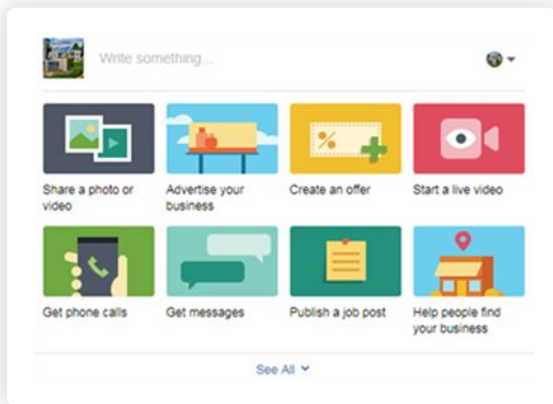 Write something...
Share a photo or
video
Advertise your
business
Create an offer
Start a live video
Get phone calls
Get messages
Publish a job post
Help people find
your business
See All